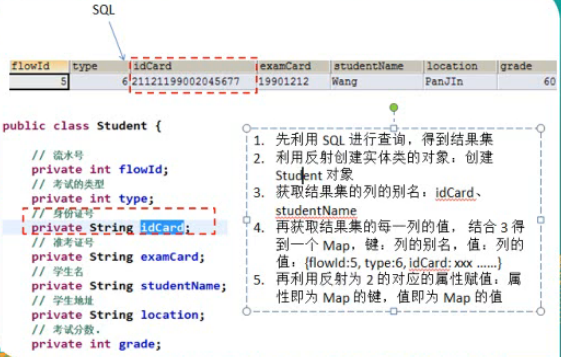 SQL
flowId type idCard examCard studentName location grade
5 6 21121199002045677 19901212 Wang PanJIn 60
public class Student {
// 流水号
private int flowId;
// 考试的类型
private int type;
// 身份证号
private String idCard;
// 准考证号
private String examCard;
// 学生名
private String studentName;
// 学生地址
private String location;
// 考试分数.
private int grade;
1. 先利用 SQL 进行查询，得到结果集
2. 利用反射创建实体类的对象：创建
Student 对象
3. 获取结果集的列的别名：idCard、
studentName
4. 再获取结果集的每一列的值， 结合 3 得
到一个 Map，键：列的别名，值：列的
值：{flowId:5, type:6, idCard: xxx ……}
5. 再利用反射为 2 的对应的属性赋值：属
性即为 Map 的键，值即为 Map 的值